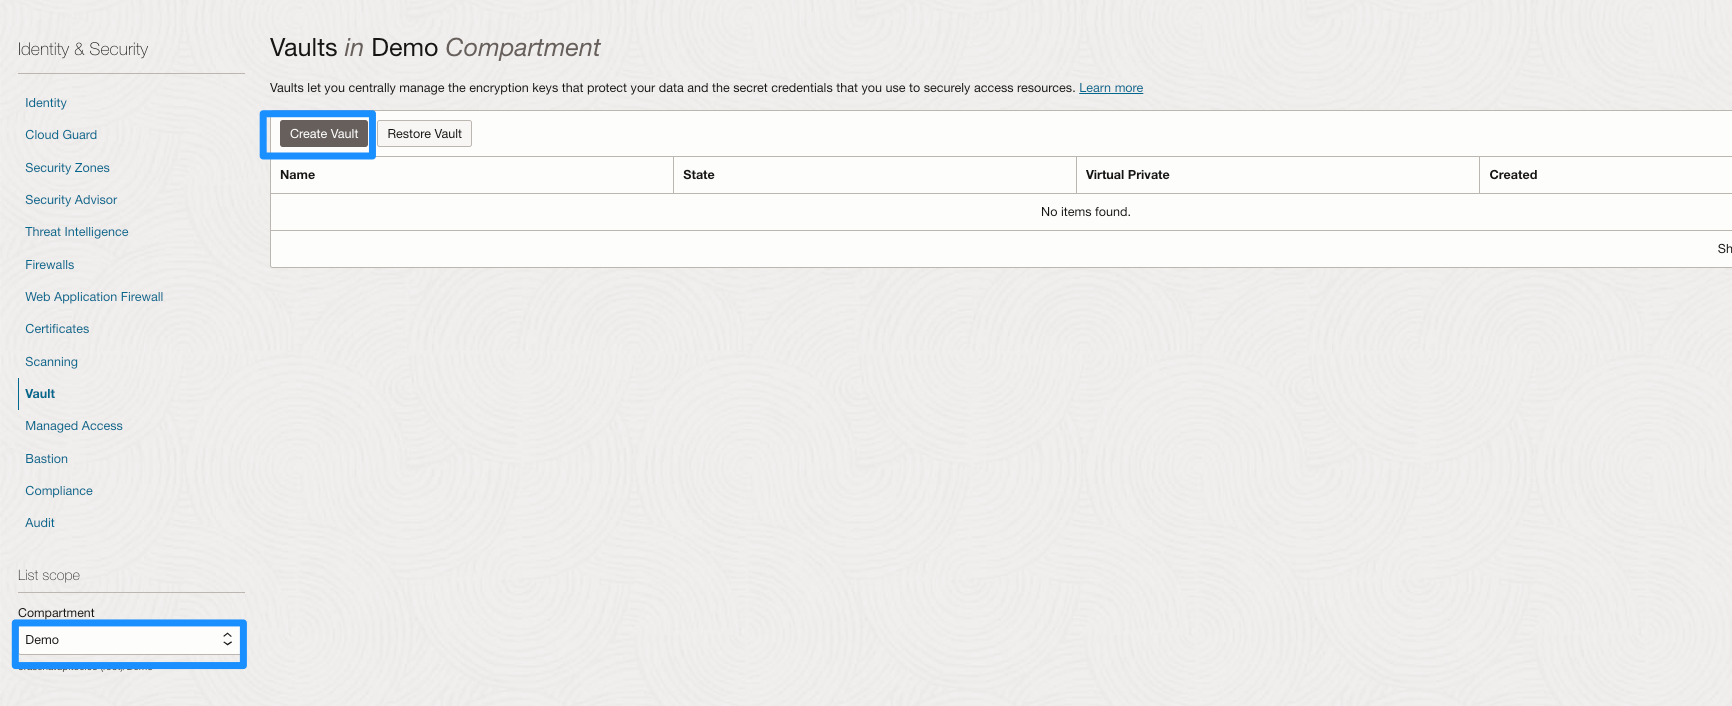 Identity & Security
Identity
Cloud Guard
Security Zones
Security Advisor
Threat Intelligence
Firewalls
Web Application Firewall
Certificates
Scanning
Vault
Managed Access
Bastion
Compliance
Audit
List scope
Compartment
Demo
Vaults in Demo Compartment
Vaults let you centrally manage the encryption keys that protect your data and the secret credentials that you use to securely access resources. Learn more
Create Vault Restore Vault
Name State Virtual Private Created
No items found.
Sh